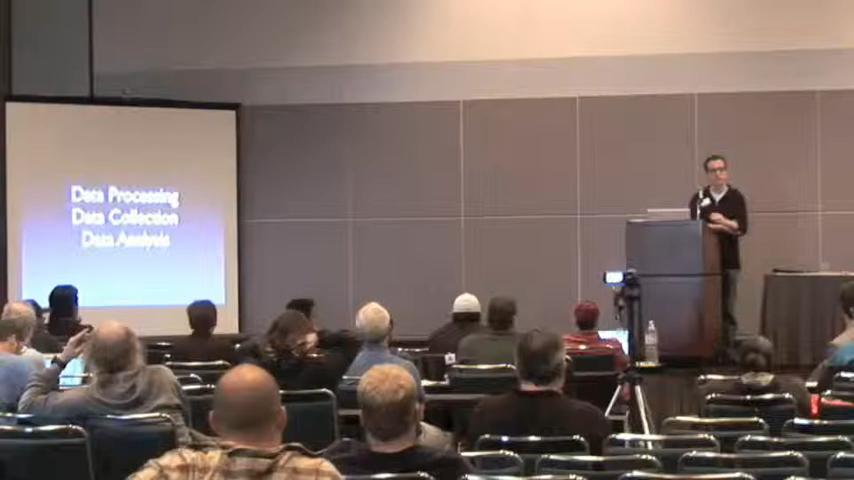 Data Processing
Data Collection
Data Analysis